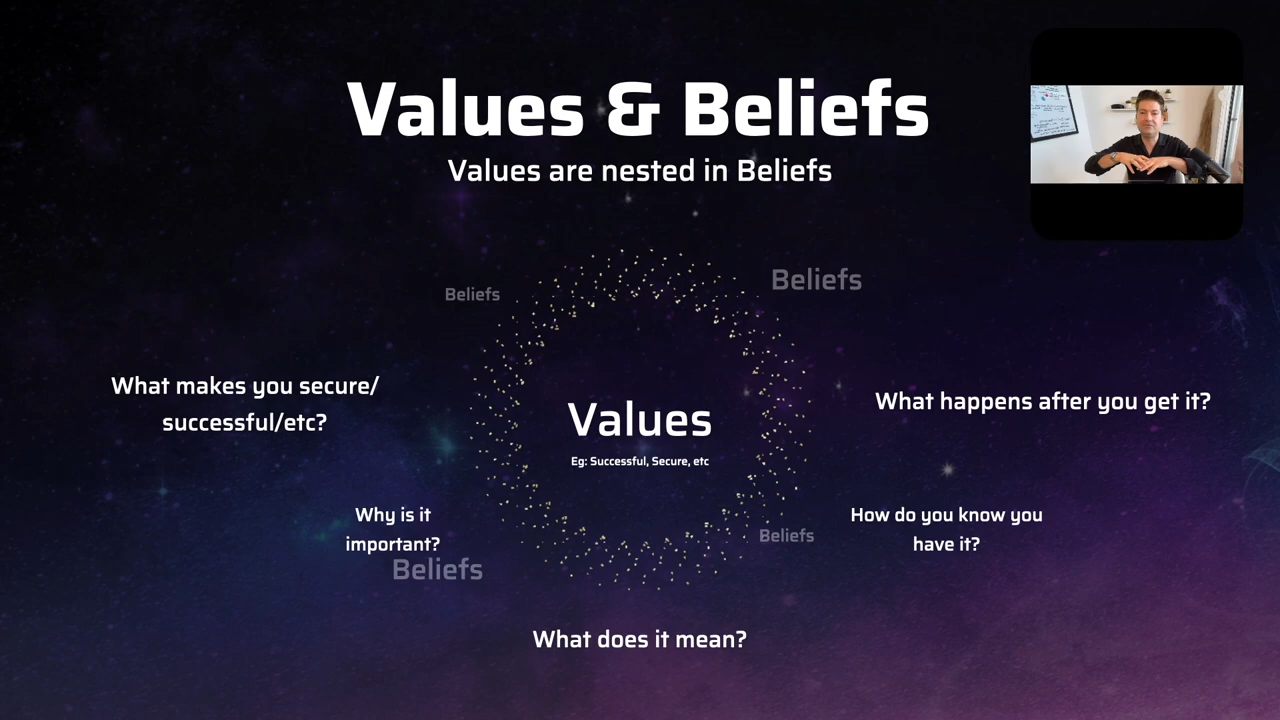 Values & Beliefs
Values are nested in Beliefs
Beliefs
Beliefs
What makes you secure/
successful/etc?
What happens after you get it?
Values
Eg: Successful, Secure, etc
Why is it
important?
How do you know you
have it?
Beliefs
Beliefs
What does it mean?